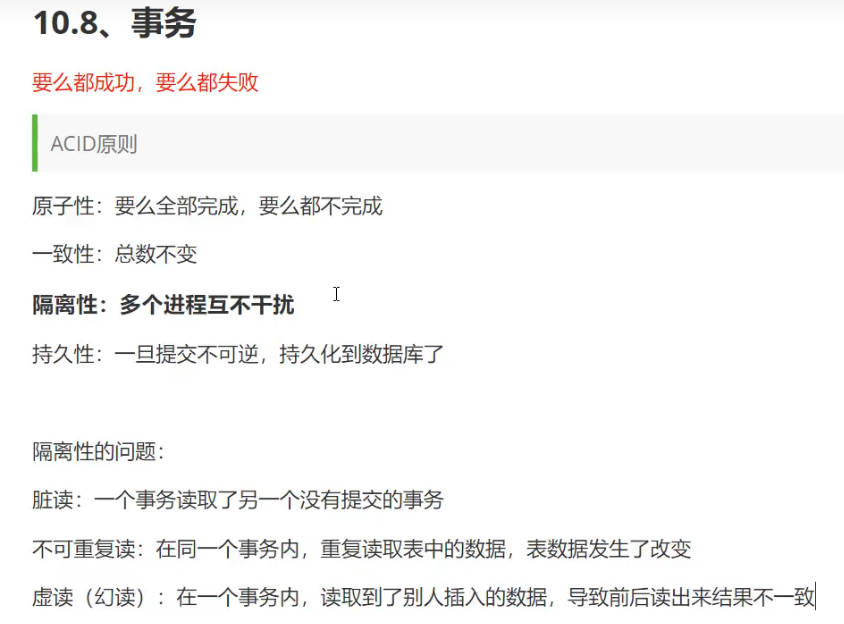 10.8、事务
要么都成功，要么都失败
ACID原则
原子性：要么全部完成，要么都不完成
一致性：总数不变
隔离性：多个进程互不干扰
持久性：一旦提交不可逆，持久化到数据库了
隔离性的问题：
脏读：一个事务读取了另一个没有提交的事务
不可重复读：在同一个事务内，重复读取表中的数据，表数据发生了改变
虚读（幻读）：在一个事务内，读取到了别人插入的数据，导致前后读出来结果不一致